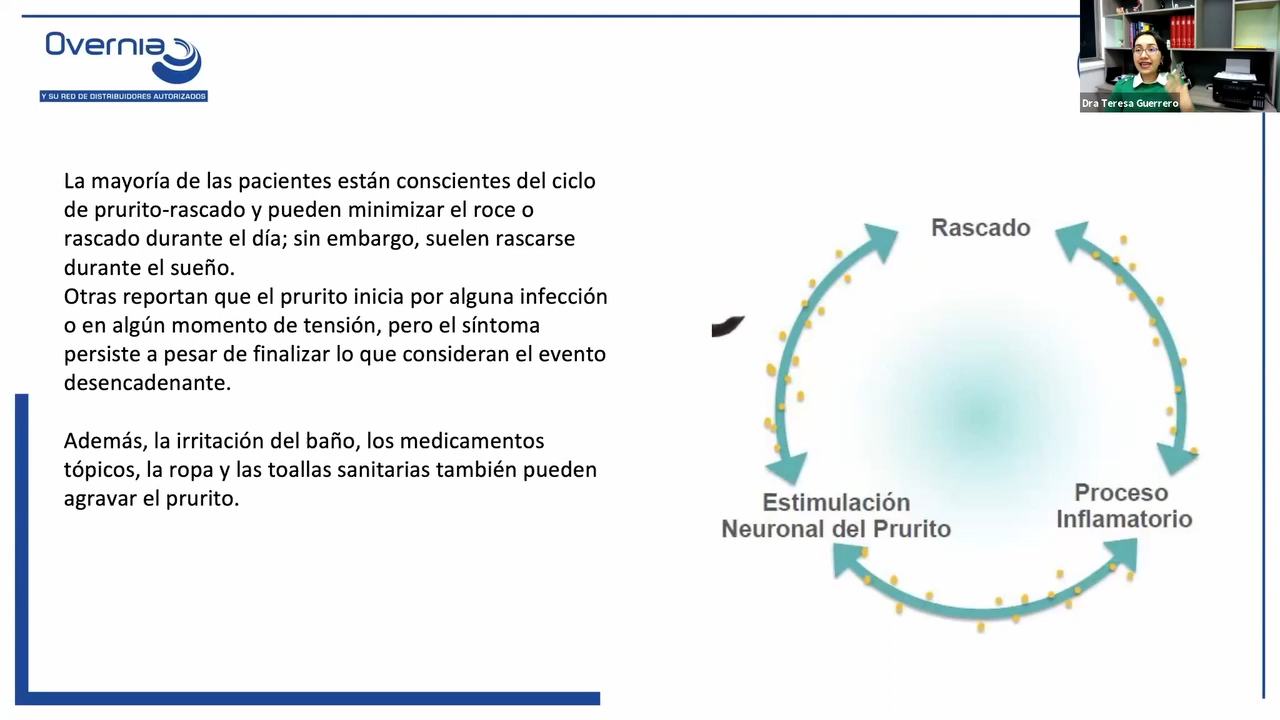 Overnia
Y SU RED DE DISTRIBUIDORES AUTORIZADOS
Dra Teresa Guerrero
La mayoría de las pacientes están conscientes del ciclo
de prurito-rascado y pueden minimizar el roce o
rascado durante el día; sin embargo, suelen rascarse
durante el sueño.
Otras reportan que el prurito inicia por alguna infección
o en algún momento de tensión, pero el síntoma
persiste a pesar de finalizar lo que consideran el evento
desencadenante.
Además, la irritación del baño, los medicamentos
tópicos, la ropa y las toallas sanitarias también pueden
agravar el prurito.
Rascado
Estimulación
Neuronal del Prurito
Proceso
Inflamatorio